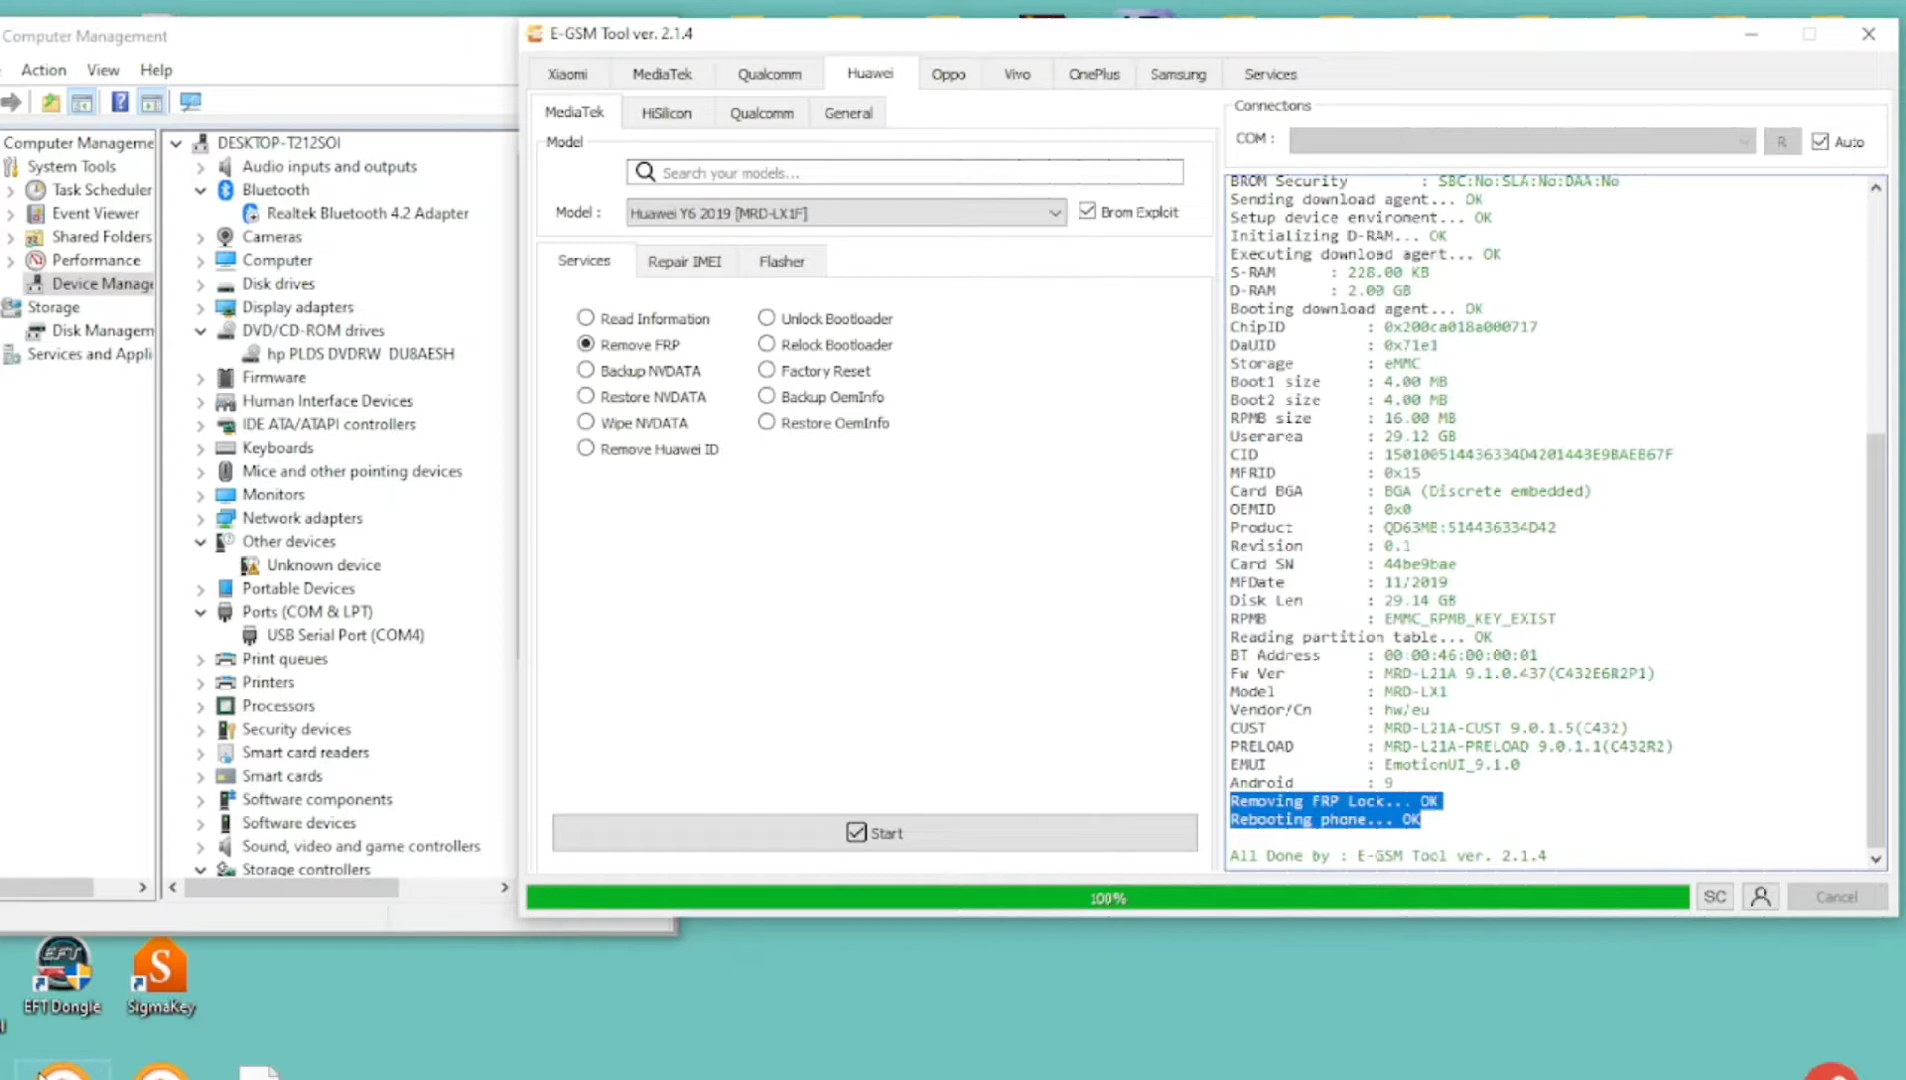 Computer Management
Action View Help
Computer Manageme
System Tools
Task Scheduler
Event Viewer
Shared Folders
Performance
Device Manage
Storage
Disk Managem
Services and Appli
DESKTOP-T212SOI
Audio inputs and outputs
Bluetooth
Realtek Bluetooth 4.2 Adapter
Cameras
Computer
Disk drives
Display adapters
DVD/CD-ROM drives
hp PLDS DVDRW DU8AESH
Firmware
Human Interface Devices
IDE ATA/ATAPI controllers
Keyboards
Mice and other pointing devices
Monitors
Network adapters
Other devices
Unknown device
Portable Devices
Ports (COM & LPT)
USB Serial Port (COM4)
Print queues
Printers
Processors
Security devices
Smart card readers
Smart cards
Software components
Software devices
Sound, video and game controllers
Storage controllers
E-GSM Tool ver. 2.1.4
Xiaomi MediaTek Qualcomm Huawei Oppo Vivo OnePlus Samsung Services
MediaTek HiSilicon Qualcomm General
Model
Search your models...
Model : Huawei Y6 2019 [MRD-LX1F] Brom Exploit
Services Repair IMEI Flasher
Read Information Unlock Bootloader
Remove FRP Relock Bootloader
Backup NVDATA Factory Reset
Restore NVDATA Backup OemInfo
Wipe NVDATA Restore OemInfo
Remove Huawei ID
Start
Connections
COM : R Auto
BROM Security : SBC:No:SLA:No:DAA:No
Sending download agent... OK
Setup device enviroment... OK
Initializing D-RAM... OK
Executing download agert... OK
S-RAM : 228.00 KB
D-RAM : 2.00 GB
Booting download agent... OK
ChipID : 0x200ca018a000717
DaUID : 0x71e1
Storage : eMMC
Boot1 size : 4.00 MB
Boot2 size : 4.00 MB
RPMB size : 16.00 MB
Userarea : 29.12 GB
CID : 150100514436334D4201443E9BAEB67F
MFRID : 0x15
Card BGA : BGA (Discrete embedded)
OEMID : 0x0
Product : QD63MB:514436334D42
Revision : 0.1
Card SN : 44be9bae
MFDate : 11/2019
Disk Len : 29.14 GB
RPMB : EMMC_RPMB_KEY_EXIST
Reading partition table... OK
BT Address : 00:00:46:00:00:01
Fw Ver : MRD-L21A 9.1.0.437(C432E6R2P1)
Model : MRD-LX1
Vendor/Cn : hw/eu
CUST : MRD-L21A-CUST 9.0.1.5(C432)
PRELOAD : MRD-L21A-PRELOAD 9.0.1.1(C432R2)
EMUI : EmotionUI_9.1.0
Android : 9
Removing FRP Lock... OK
Rebooting phone... OK
All Done by : E-GSM Tool ver. 2.1.4
100% SC Cancel
EFT
S
EFT Dongle SigmaKey